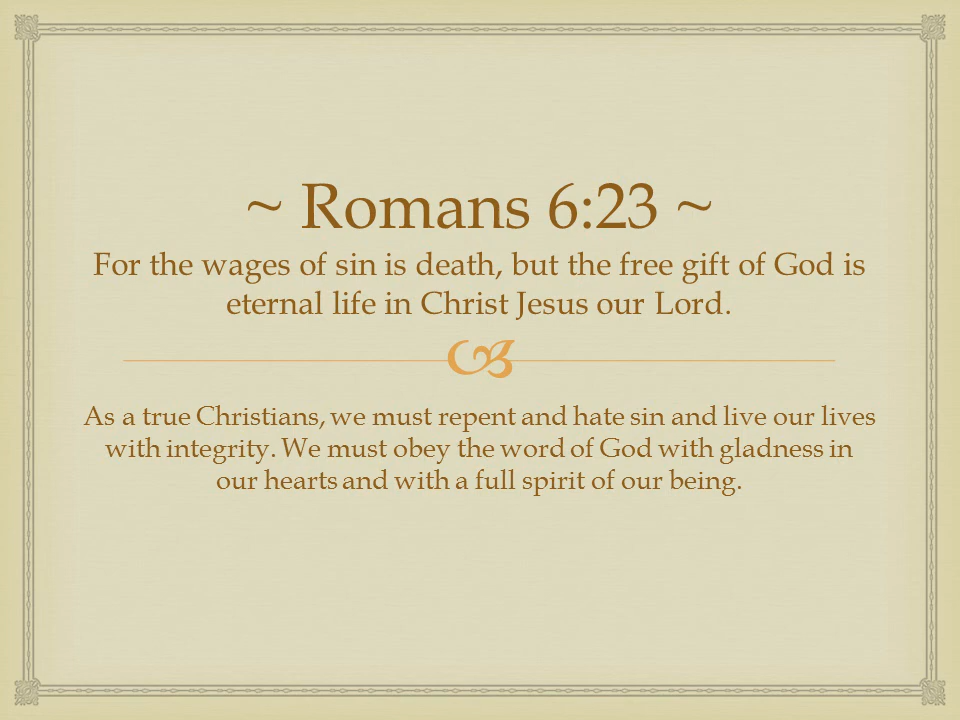 ~ Romans 6:23 ~
For the wages of sin is death, but the free gift of God is
eternal life in Christ Jesus our Lord.
As a true Christians, we must repent and hate sin and live our lives
with integrity. We must obey the word of God with gladness in
our hearts and with a full spirit of our being.